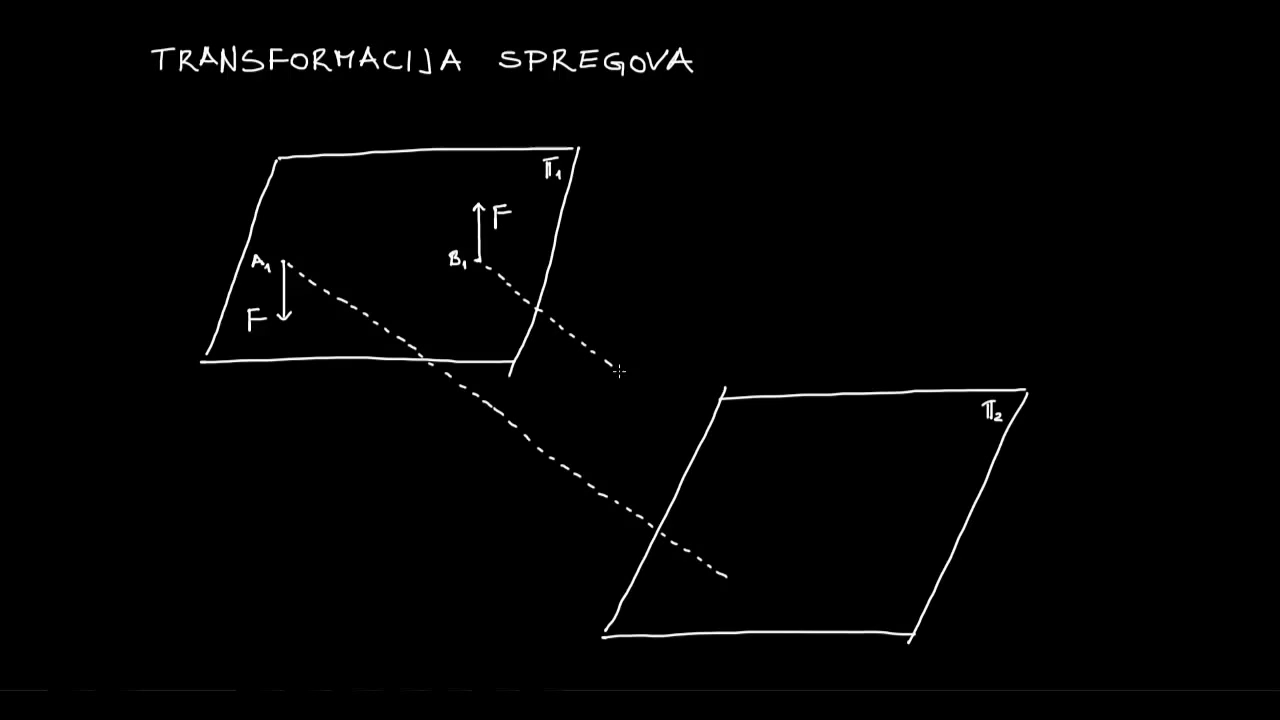 TRANSFORMACIJA SPREGOVA
π₁
F
A₁
B₁
F
π₂